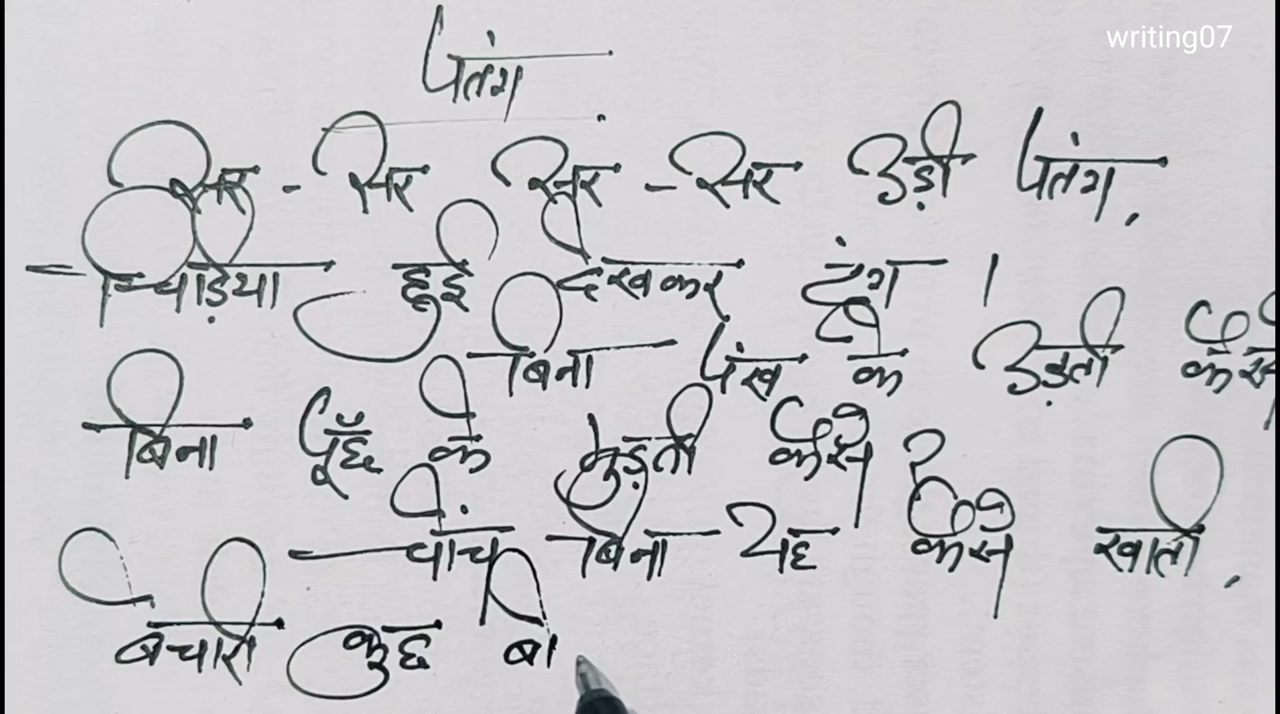 writing07
पतंग
सर-सर सर-सर उड़ी पतंग,
चिड़िया हुई देखकर दंग ।
बिना पंख के उड़ती कैसे
बिना पूँछ के मुड़ती कैसे ?
चोंच बिना यह कैसे खाती,
बेचारी कुछ बो